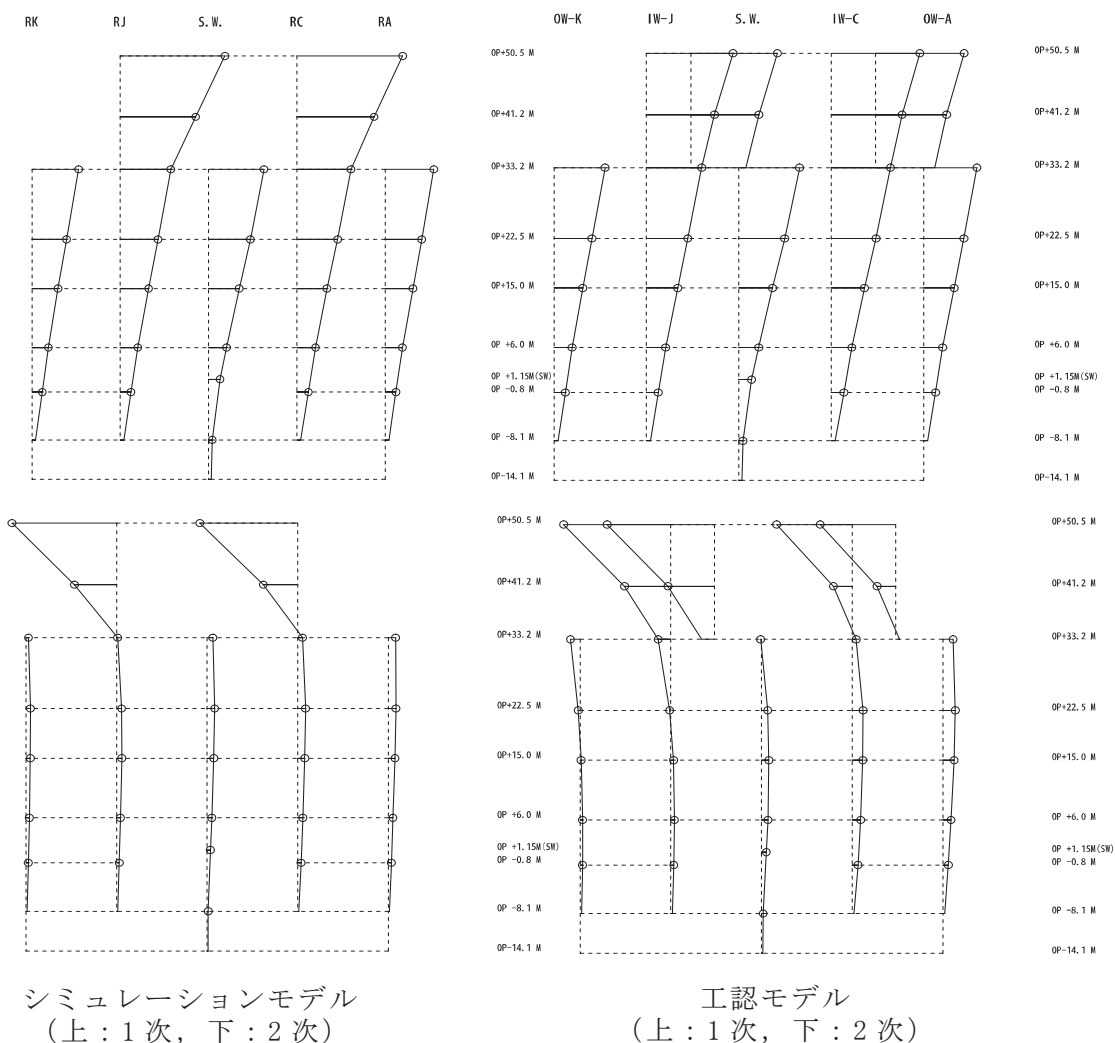 RK RJ S.W. RC RA
OW-K IW-J S.W. IW-C OW-A
OP+50.5 M
OP+41.2 M
OP+33.2 M
OP+22.5 M
OP+15.0 M
OP +6.0 M
OP +1.15M(SW)
OP -0.8 M
OP -8.1 M
OP-14.1 M
OP+50.5 M
OP+41.2 M
OP+33.2 M
OP+22.5 M
OP+15.0 M
OP +6.0 M
OP +1.15M(SW)
OP -0.8 M
OP -8.1 M
OP-14.1 M
OP+50.5 M
OP+41.2 M
OP+33.2 M
OP+22.5 M
OP+15.0 M
OP +6.0 M
OP +1.15M(SW)
OP -0.8 M
OP -8.1 M
OP-14.1 M
OP+50.5 M
OP+41.2 M
OP+33.2 M
OP+22.5 M
OP+15.0 M
OP +6.0 M
OP +1.15M(SW)
OP -0.8 M
OP -8.1 M
OP-14.1 M
シミュレーションモデル
(上：1次，下：2次)
工認モデル
(上：1次，下：2次)